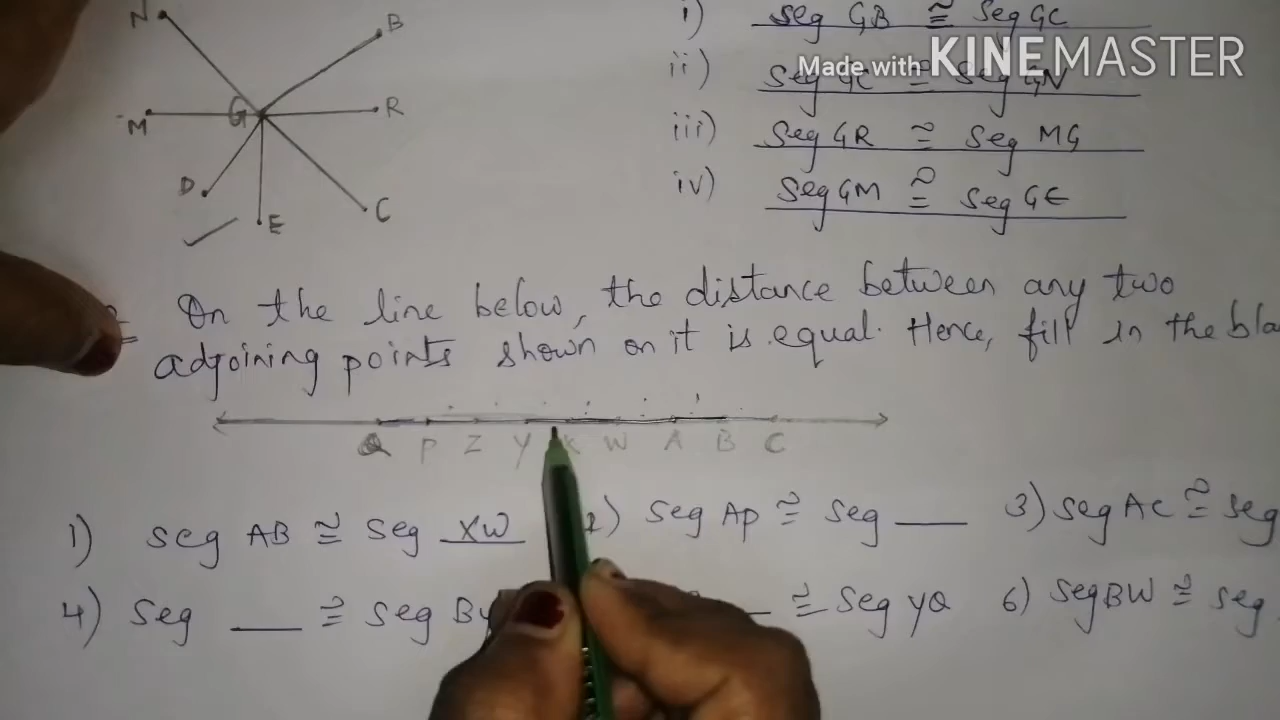 N
B
i) seg GB ≅ seg GC
Made with KINEMASTER
ii) seg GC ≅ seg GN
M
G
R
iii) seg GR ≅ seg MG
D
E
C
iv) seg GM ≅ seg GE
On the line below, the distance between any two
adjoining points shown on it is equal. Hence, fill in the bla
Q P Z Y X W A B C
1) seg AB ≅ seg XW 2) seg AP ≅ seg ___ 3) seg AC ≅ seg
4) seg ___ ≅ seg BY ___ ≅ seg YQ 6) seg BW ≅ seg